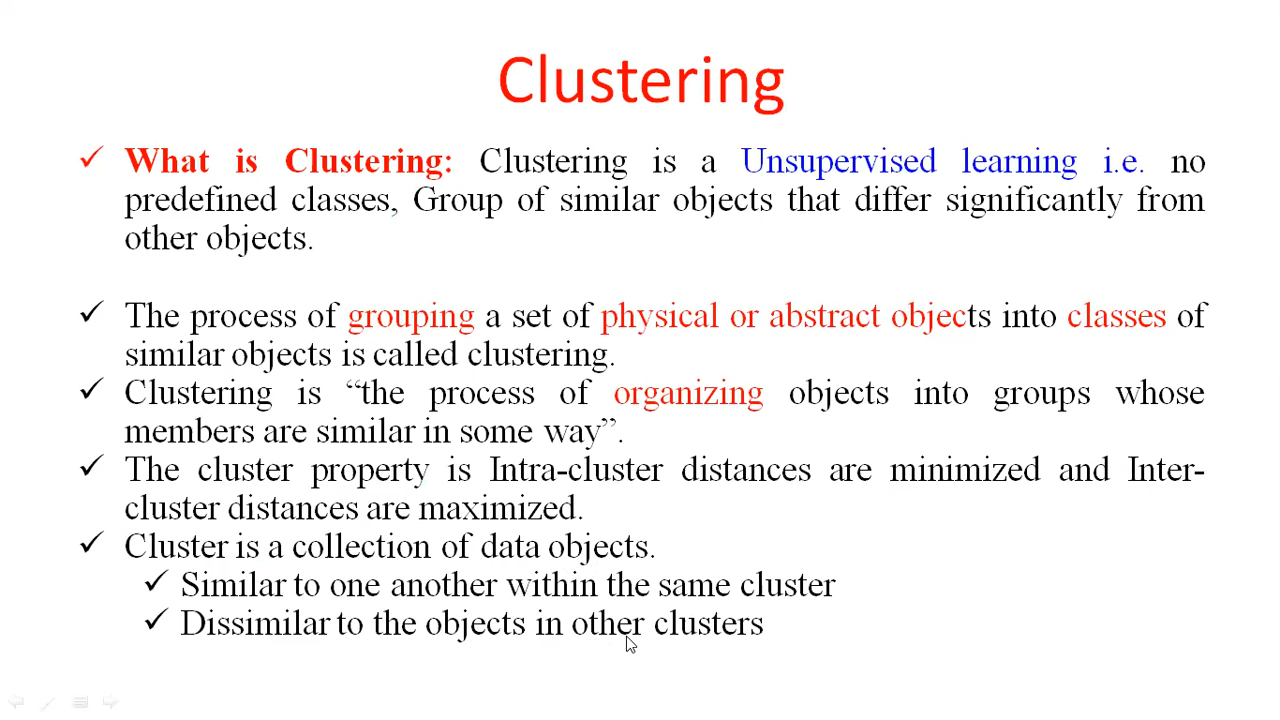 Clustering
✓ What is Clustering: Clustering is a Unsupervised learning i.e. no
predefined classes, Group of similar objects that differ significantly from
other objects.
✓ The process of grouping a set of physical or abstract objects into classes of
similar objects is called clustering.
✓ Clustering is “the process of organizing objects into groups whose
members are similar in some way”.
✓ The cluster property is Intra-cluster distances are minimized and Inter-
cluster distances are maximized.
✓ Cluster is a collection of data objects.
✓ Similar to one another within the same cluster
✓ Dissimilar to the objects in other clusters